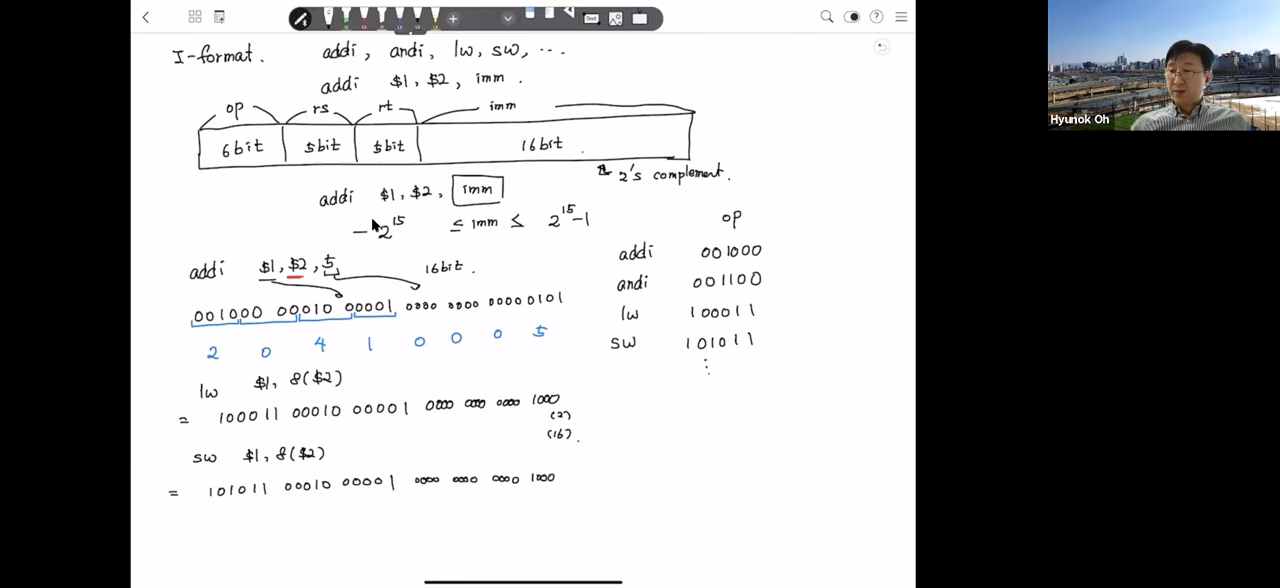 I-format.    addi, andi, lw, sw, ...
addi $1, $2, imm.
op rs rt imm
6bit 5bit 5bit 16bit
2's complement.
addi $1, $2, imm
-2^15 ≤ imm ≤ 2^15-1
addi $1, $2, 5    16bit.
001000 00010 00001 0000 0000 00000101
2 0 4 1 0 0 0 5
lw $1, 8($2)
= 100011 00010 00001 0000 0000 0000 1000
(2)
(16).
sw $1, 8($2)
= 101011 00010 00001 0000 0000 0000 1000
op
addi 001000
andi 001100
lw 100011
sw 101011
⋮
Text
Hyunok Oh